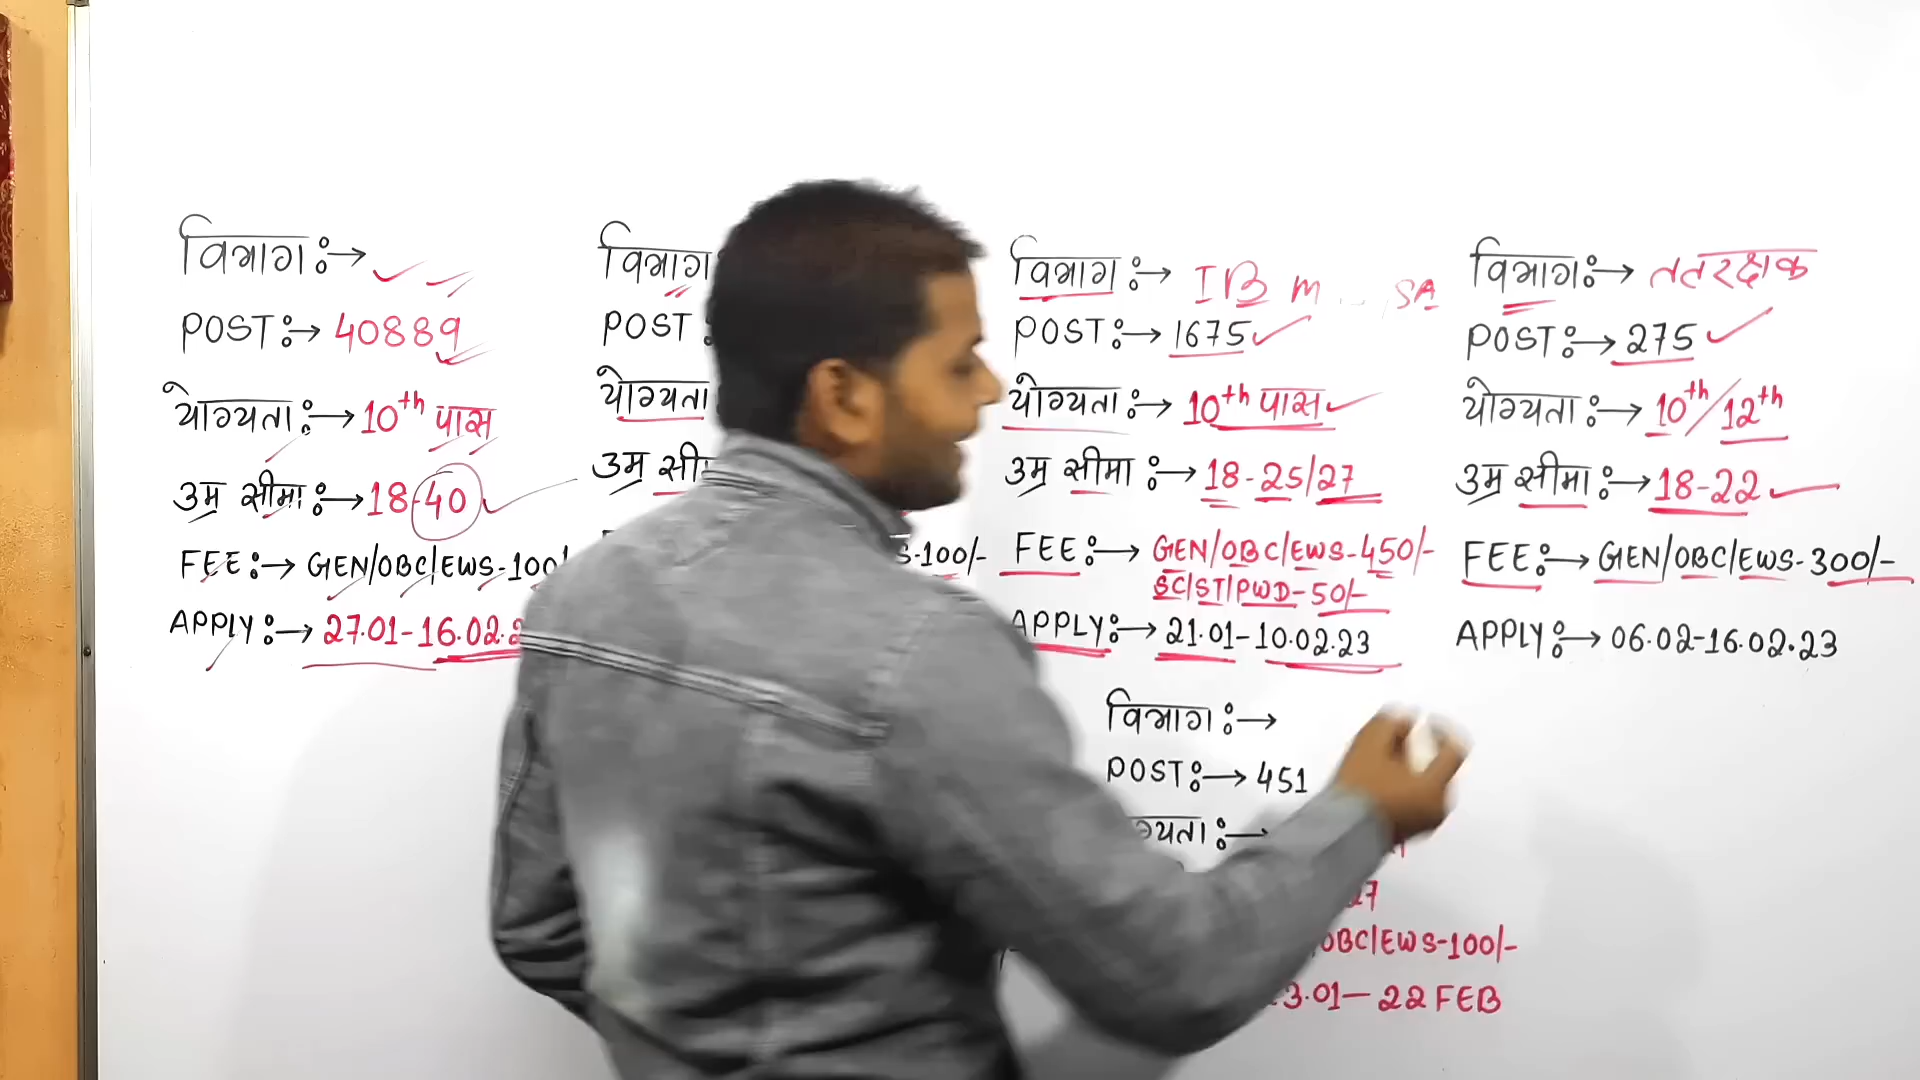 विभाग :→
POST :→ 40889
योग्यता :→ 10th पास
उम्र सीमा :→ 18-40
FEE :→ GEN/OBC/EWS-100
APPLY :→ 27.01-16.02.2
विभाग
POST
योग्यता
उम्र सी
-100/-
विभाग :→ IB M SA
POST :→ 1675
योग्यता :→ 10th पास
उम्र सीमा :→ 18-25/27
FEE :→ GEN/OBC/EWS-450/-
SC/ST/PWD-50/-
APPLY :→ 21.01-10.02.23
विभाग :→ ततरक्षक
POST :→ 275
योग्यता :→ 10th/12th
उम्र सीमा :→ 18-22
FEE :→ GEN/OBC/EWS-300/-
APPLY :→ 06.02-16.02.23
विभाग :→
POST :→ 451
ग्यता :→
27
OBC/EWS-100/-
3.01-22 FEB